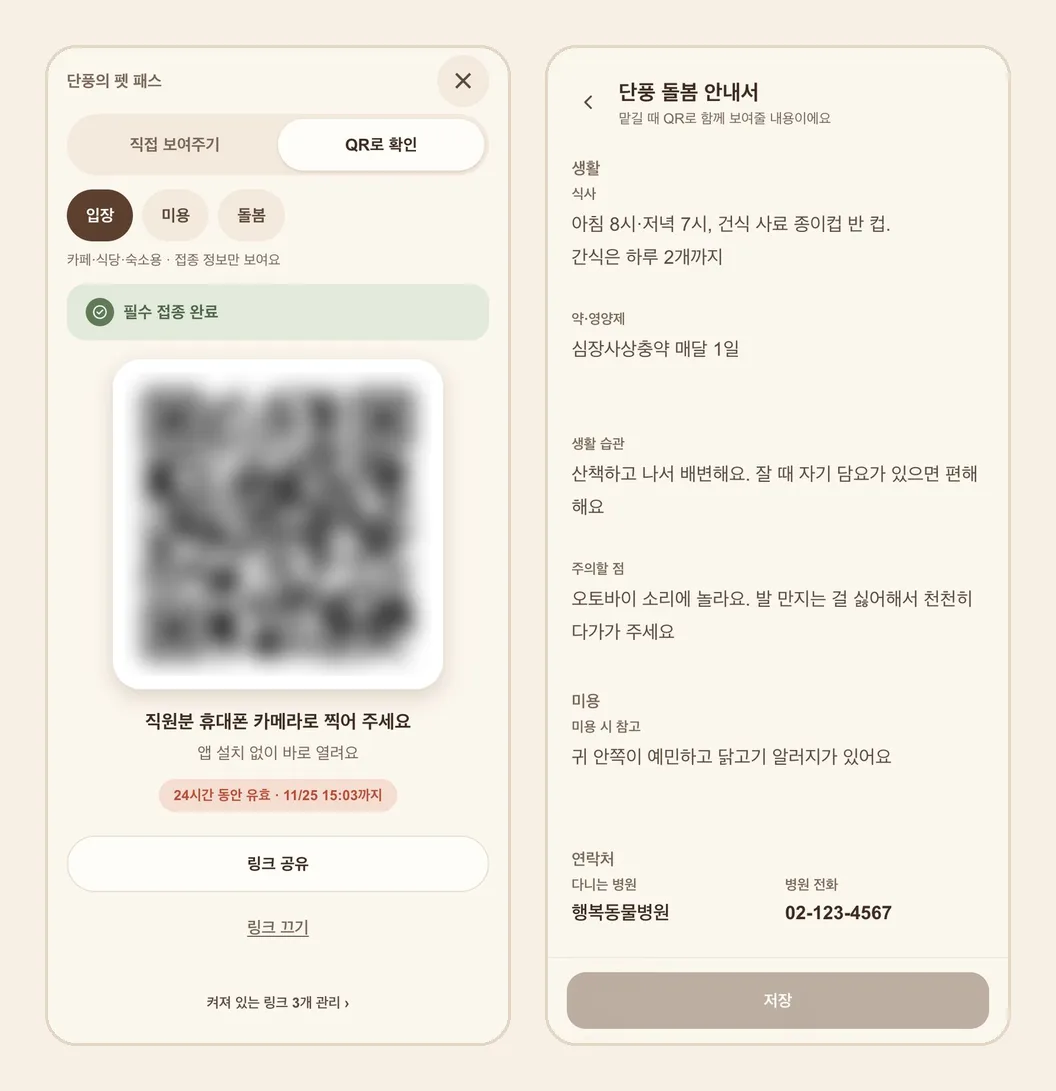 단풍의 펫 패스
직접 보여주기
QR로 확인
입장
미용
돌봄
카페·식당·숙소용 · 접종 정보만 보여요
필수 접종 완료
직원분 휴대폰 카메라로 찍어 주세요
앱 설치 없이 바로 열려요
24시간 동안 유효 · 11/25 15:03까지
링크 공유
링크 끄기
켜져 있는 링크 3개 관리 ›
단풍 돌봄 안내서
맡길 때 QR로 함께 보여줄 내용이에요
생활
식사
아침 8시·저녁 7시, 건식 사료 종이컵 반 컵.
간식은 하루 2개까지
약·영양제
심장사상충약 매달 1일
생활 습관
산책하고 나서 배변해요. 잘 때 자기 담요가 있으면 편해
해요
주의할 점
오토바이 소리에 놀라요. 발 만지는 걸 싫어해서 천천히
다가가 주세요
미용
미용 시 참고
귀 안쪽이 예민하고 닭고기 알러지가 있어요
연락처
다니는 병원
병원 전화
행복동물병원
02-123-4567
저장